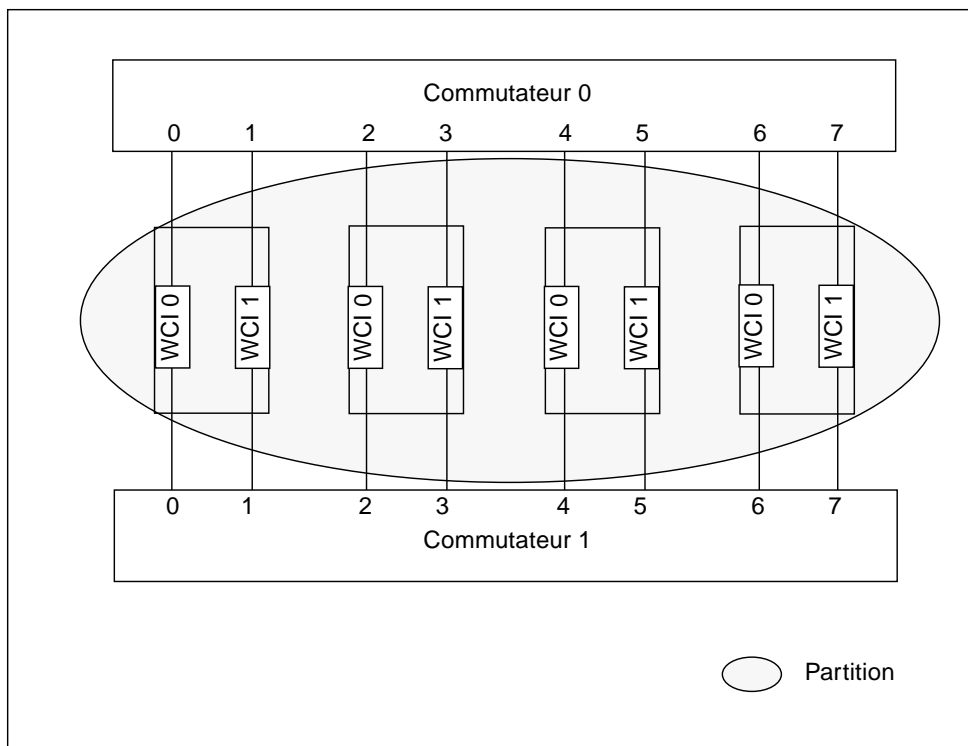 Commutateur 0
0 1 2 3 4 5 6 7
WCI 0 WCI 1 WCI 0 WCI 1 WCI 0 WCI 1 WCI 0 WCI 1
0 1 2 3 4 5 6 7
Commutateur 1
Partition